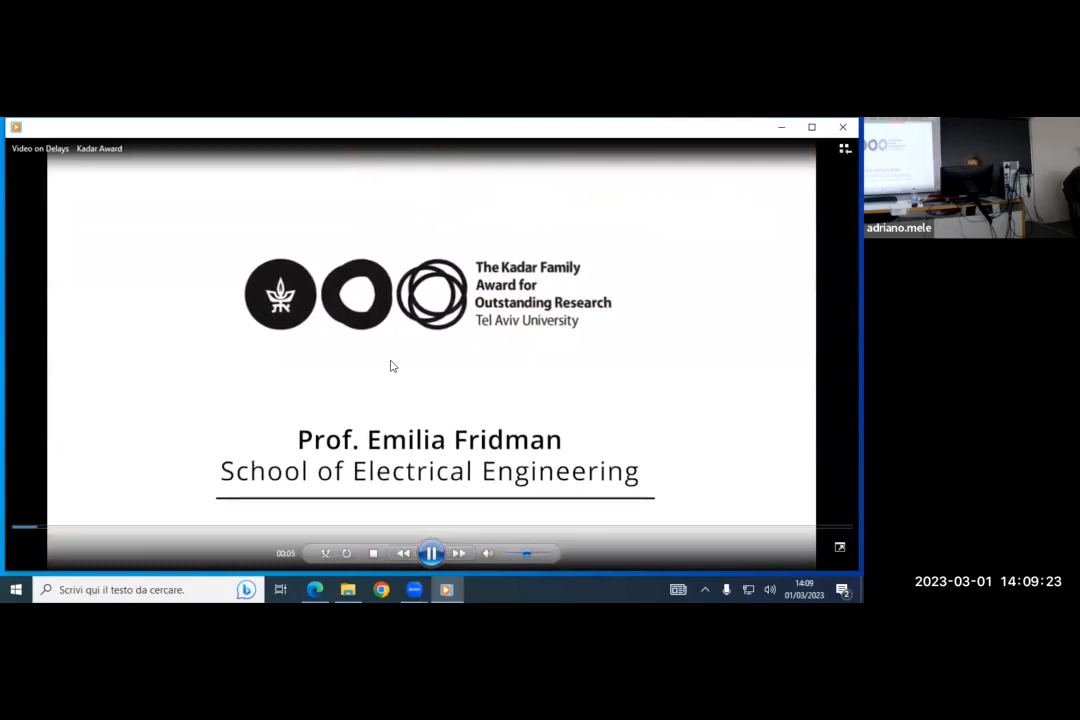 Video on Delays Kadar Award
The Kadar Family
Award for
Outstanding Research
Tel Aviv University
Prof. Emilia Fridman
School of Electrical Engineering
00:05
Scrivi qui il testo da cercare.
zoom
14:09
01/03/2023
2
adriano.mele
2023-03-01 14:09:23